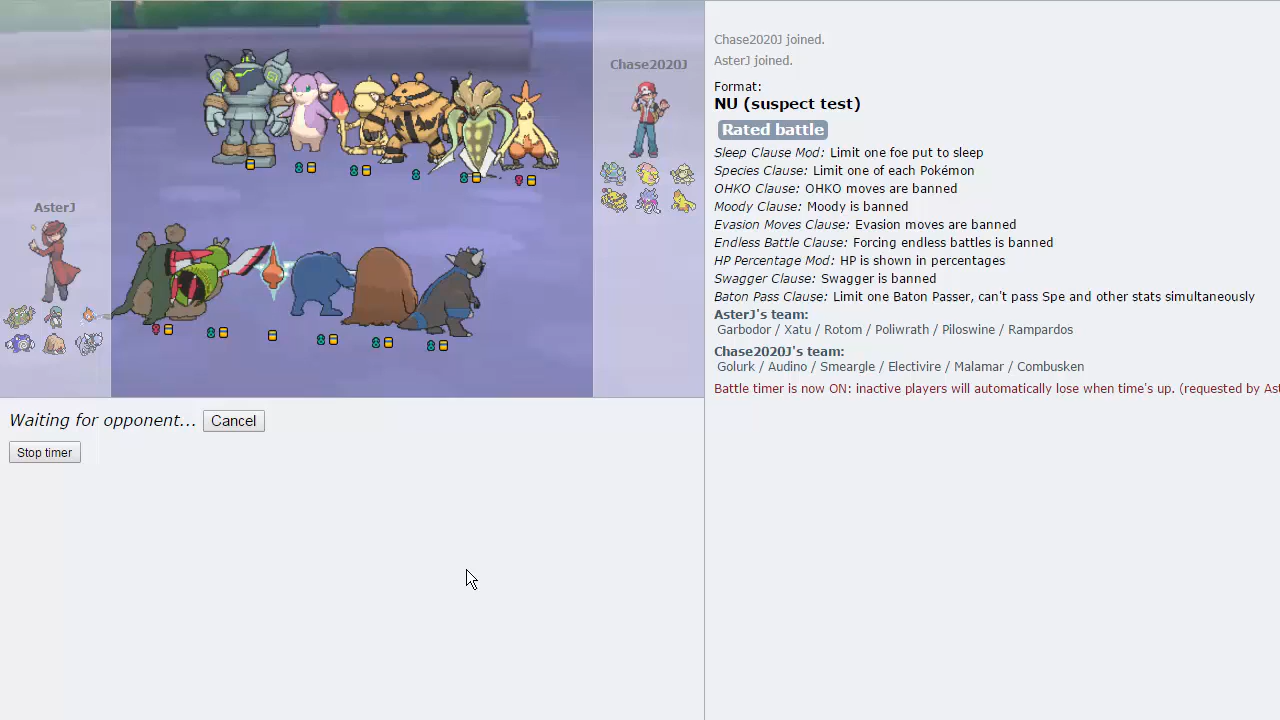 Chase2020J
AsterJ
Waiting for opponent... Cancel
Stop timer
Chase2020J joined.
AsterJ joined.
Format:
NU (suspect test)
Rated battle
Sleep Clause Mod: Limit one foe put to sleep
Species Clause: Limit one of each Pokémon
OHKO Clause: OHKO moves are banned
Moody Clause: Moody is banned
Evasion Moves Clause: Evasion moves are banned
Endless Battle Clause: Forcing endless battles is banned
HP Percentage Mod: HP is shown in percentages
Swagger Clause: Swagger is banned
Baton Pass Clause: Limit one Baton Passer, can't pass Spe and other stats simultaneously
AsterJ's team:
Garbodor / Xatu / Rotom / Poliwrath / Piloswine / Rampardos
Chase2020J's team:
Golurk / Audino / Smeargle / Electivire / Malamar / Combusken
Battle timer is now ON: inactive players will automatically lose when time's up. (requested by Ast